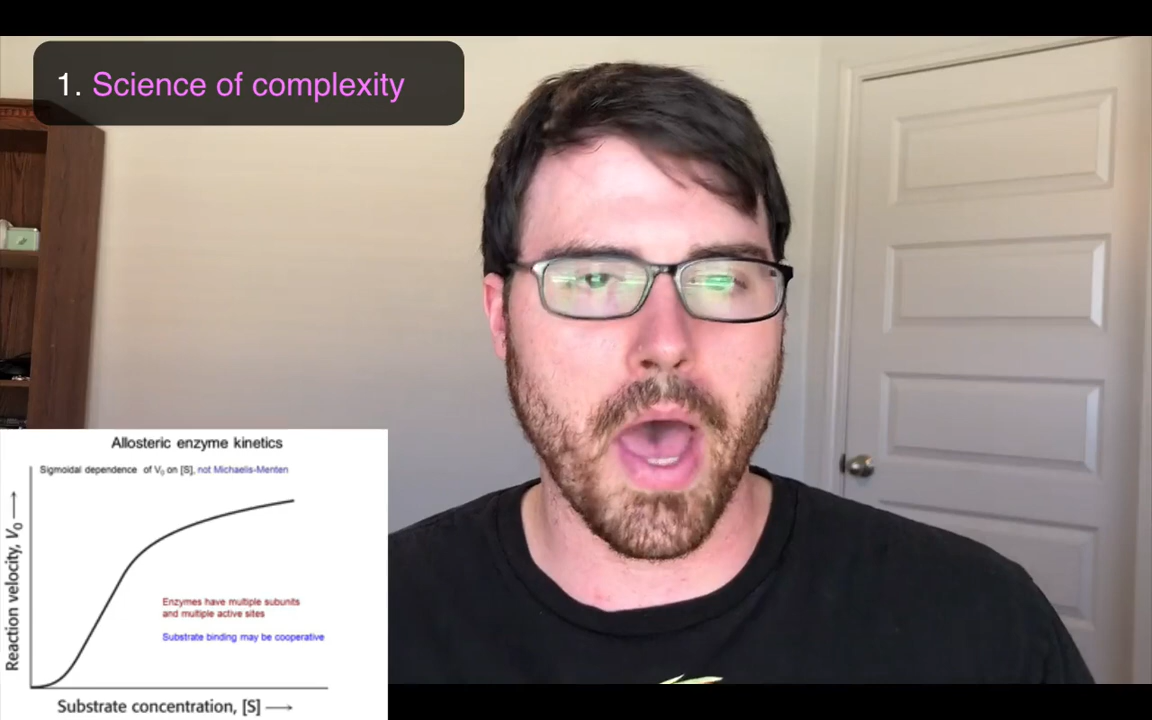 1. Science of complexity
Allosteric enzyme kinetics
Sigmoidal dependence of V₀ on [S], not Michaelis-Menten
Reaction velocity, V₀ ⟶
Enzymes have multiple subunits
and multiple active sites
Substrate binding may be cooperative
Substrate concentration, [S] ⟶